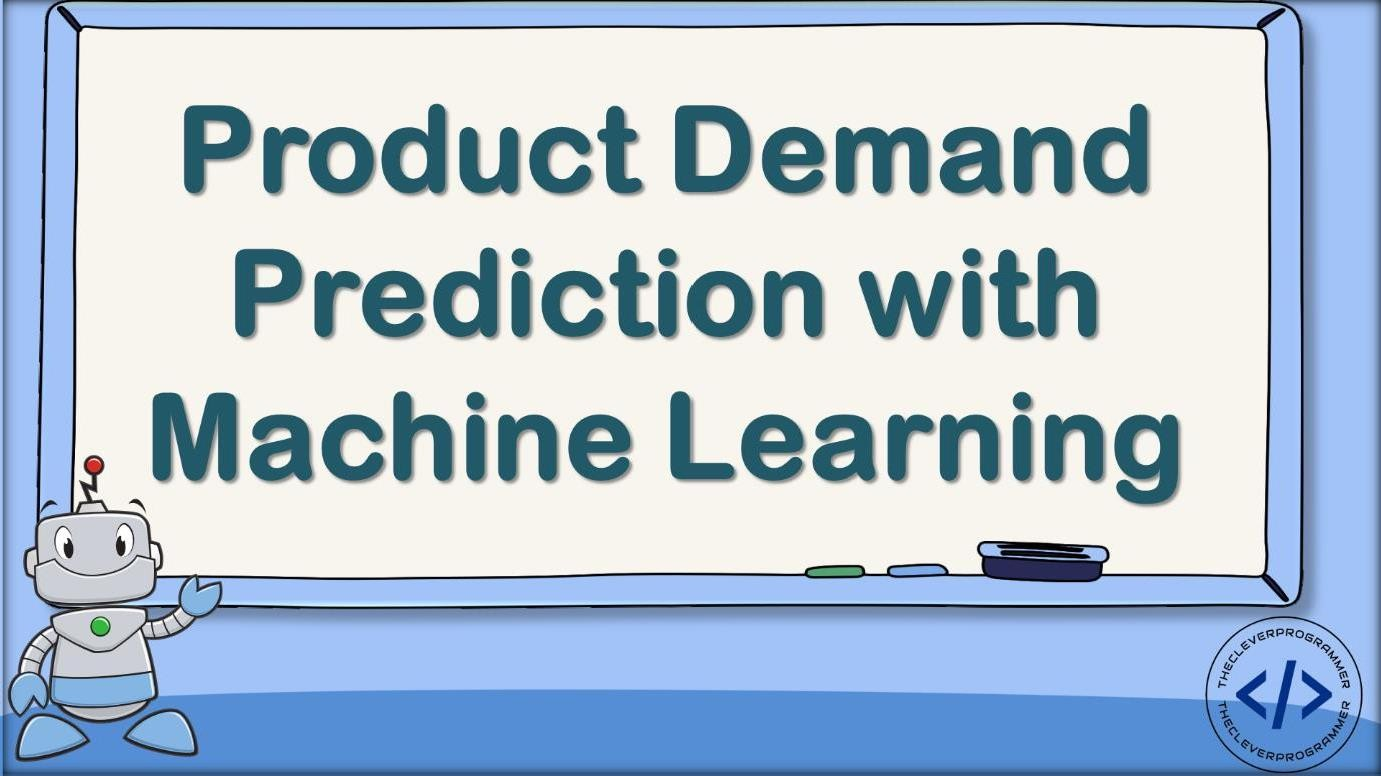 Product Demand
Prediction with
Machine Learning
THECLEVERPROGRAMMER
</>
THECLEVERPROGRAMMER